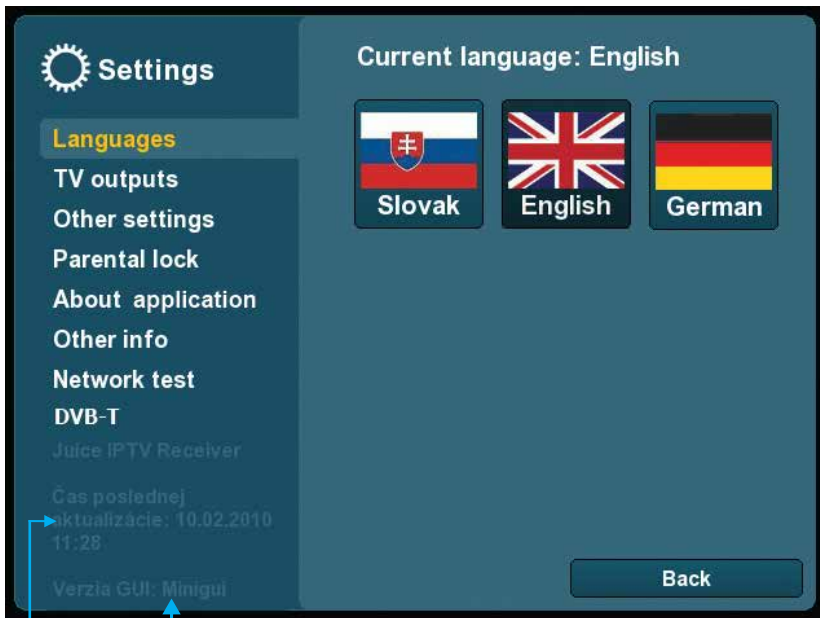 Settings
Languages
TV outputs
Other settings
Parental lock
About application
Other info
Network test
DVB-T
Juice IPTV Receiver
Čas poslednej
aktualizácie: 10.02.2010
11:28
Verzia GUI: Minigui
Current language: English
Slovak
English
German
Back